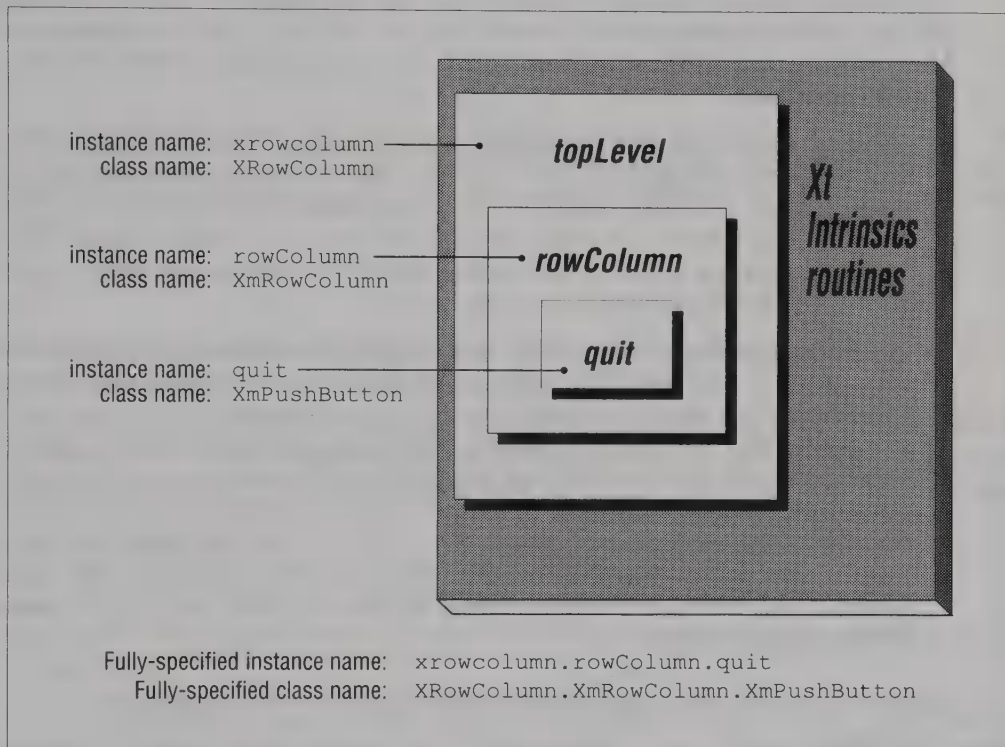 instance name: xrowcolumn
class name: XRowColumn
topLevel
Xt
Intrinsics
routines
instance name: rowColumn
class name: XmRowColumn
rowColumn
instance name: quit
class name: XmPushButton
quit
Fully-specified instance name: xrowcolumn.rowColumn.quit
Fully-specified class name: XRowColumn.XmRowColumn.XmPushButton